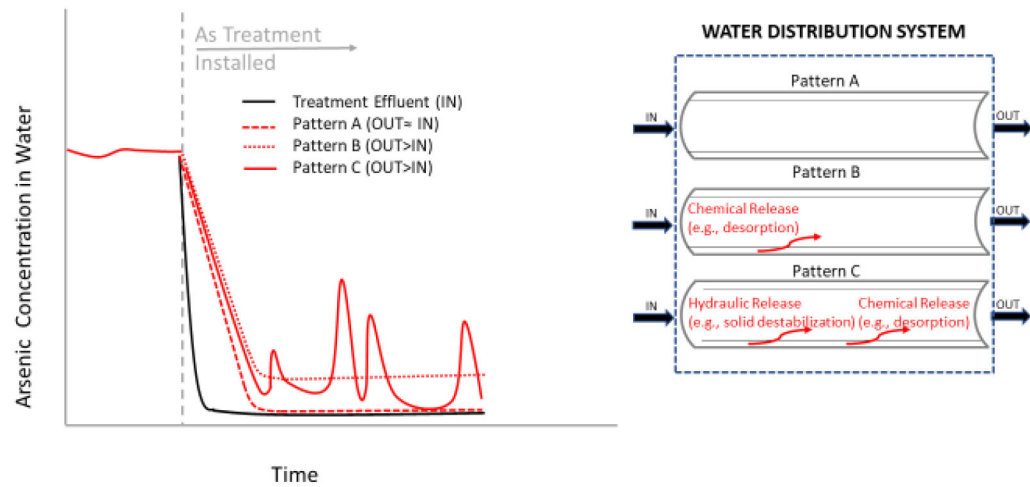 As Treatment
Installed
Treatment Effluent (IN)
Pattern A (OUT≈ IN)
Pattern B (OUT>IN)
Pattern C (OUT>IN)
Arsenic Concentration in Water
Time
WATER DISTRIBUTION SYSTEM
Pattern A
IN
OUT
Pattern B
IN
Chemical Release
(e.g., desorption)
OUT
Pattern C
IN
Hydraulic Release
(e.g., solid destabilization)
Chemical Release
(e.g., desorption)
OUT